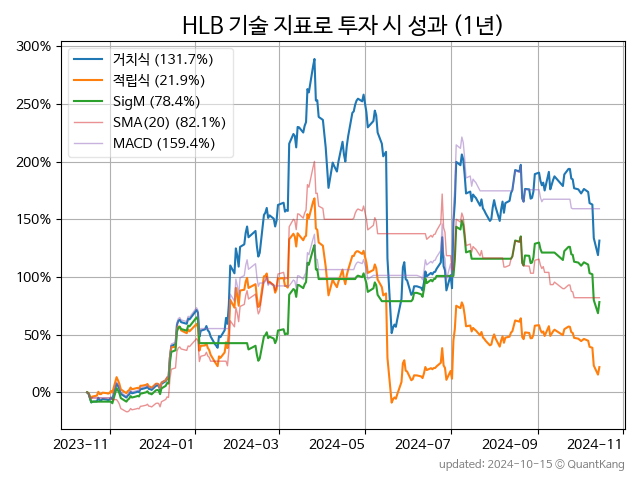 HLB 기술 지표로 투자 시 성과 (1년)
300%
250%
200%
150%
100%
50%
0%
거치식 (131.7%)
적립식 (21.9%)
SigM (78.4%)
SMA(20) (82.1%)
MACD (159.4%)
2023-11 2024-01 2024-03 2024-05 2024-07 2024-09 2024-11
updated: 2024-10-15 © QuantKang